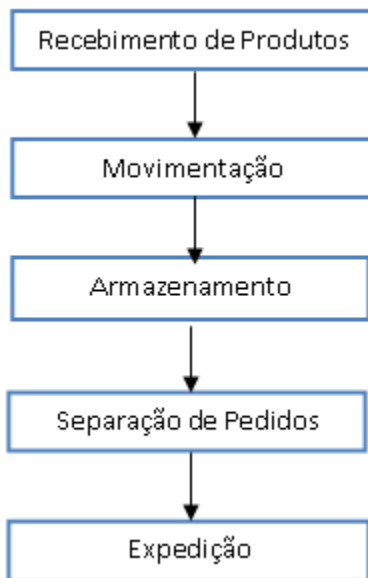 Recebimento de Produtos
Movimentação
Armazenamento
Separação de Pedidos
Expedição